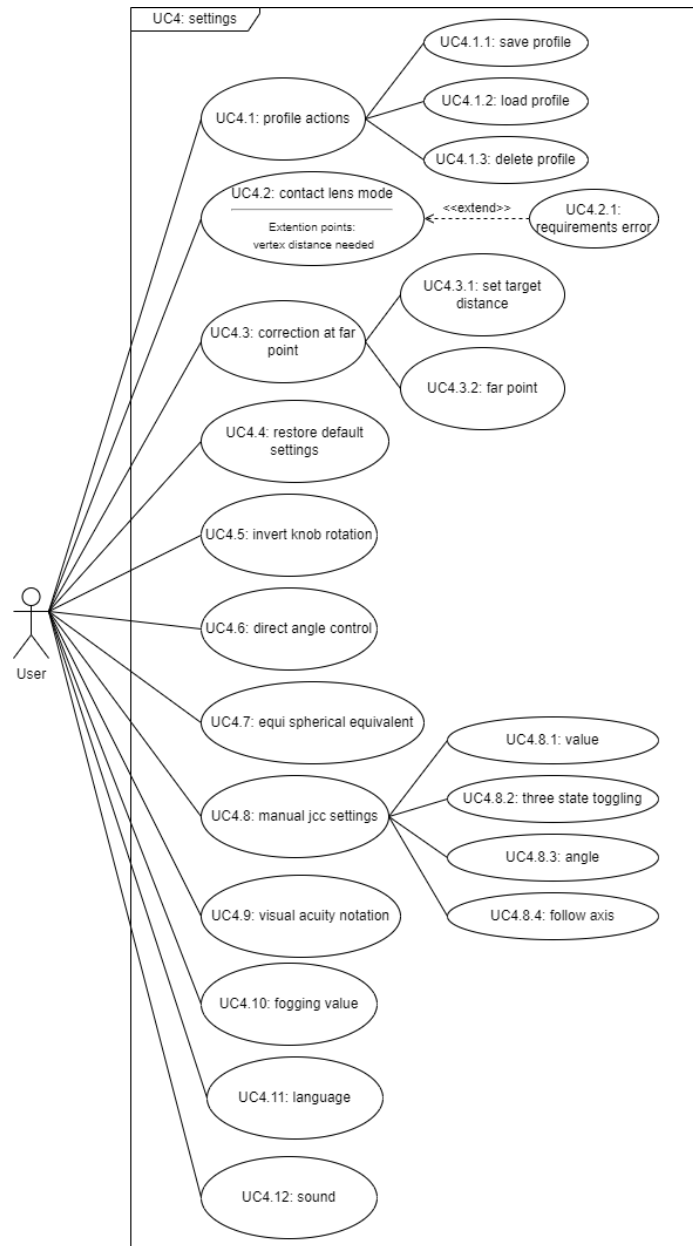 UC4: settings
UC4.1.1: save profile
UC4.1: profile actions
UC4.1.2: load profile
UC4.1.3: delete profile
UC4.2: contact lens mode
Extention points:
vertex distance needed
<<extend>>
UC4.2.1:
requirements error
UC4.3.1: set target
distance
UC4.3: correction at far
point
UC4.3.2: far point
UC4.4: restore default
settings
UC4.5: invert knob rotation
UC4.6: direct angle control
User
UC4.7: equi spherical equivalent
UC4.8.1: value
UC4.8.2: three state toggling
UC4.8: manual jcc settings
UC4.8.3: angle
UC4.8.4: follow axis
UC4.9: visual acuity notation
UC4.10: fogging value
UC4.11: language
UC4.12: sound